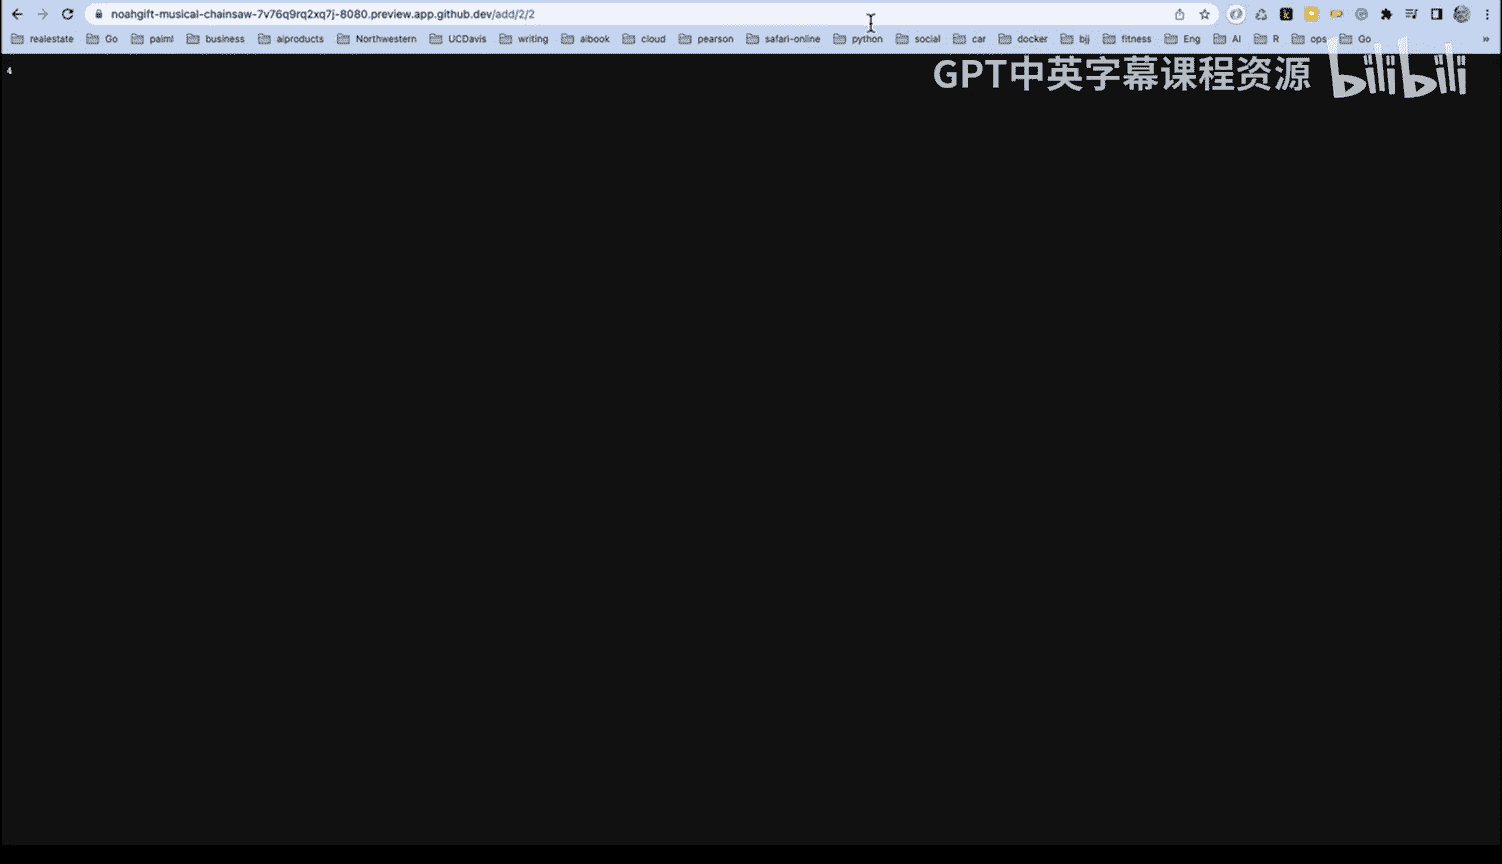 noahgift-musical-chainsaw-7v76q9rq2xq7j-8080.preview.app.github.dev/add/2/2
realestate Go paiml business aiproducts Northwestern UCDavis writing aibook cloud pearson safari-online python social car docker bjj fitness Eng AI R ops Go »
4
GPT中英字幕课程资源 bilibili